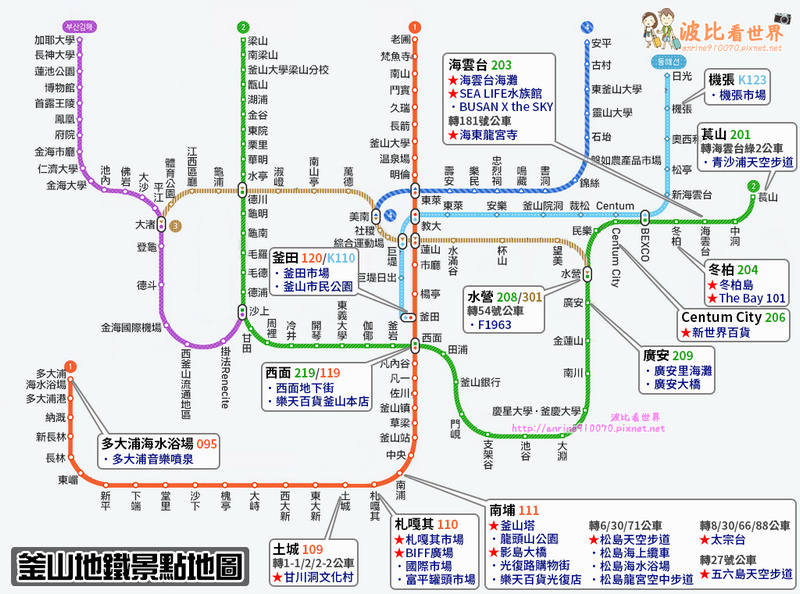 부산김해
加耶大學
長神大學
蓮池公園
博物館
首露王陵
鳳凰
府院
金海市廳
仁濟大學
金海大學
池內
佛岩
大沙
平江
大渚
3
登龜
德斗
金海國際機場
西釜山流通地區
掛法Renecite
2
梁山
南梁山
釜山大學梁山分校
甑山
湖浦
金谷
東院
栗里
華明
水亭
德川
龜明
龜南
毛羅
毛德
德浦
沙上
體育公園
江西區廳
龜浦
淑嶝
南山亭
萬德
美南
社稷
綜合運動場
巨堤
巨堤日出
1
老圃
梵魚寺
南山
鬥實
久瑞
長箭
釜山大學
溫泉場
明倫
東萊
教大
蓮山
市廳
楊亭
釜田
西面
凡內谷
凡一
佐川
釜山鎮
草梁
釜山站
中央
南浦
4
安平
古村
東釜山大學
靈山大學
石坮
盤如農產品市場
錦絲
書洞
鳴藏
忠烈祠
樂民
壽安
4
동해선
日光
機張
奧西利
松亭
新海雲台
BEXCO
Centum
裁松
釜山院洞
安樂
東萊
水滿谷
杯山
望美
水營
2
萇山
中洞
海雲台
冬柏
Centum City
民樂
廣安
金蓮山
南川
慶星大學·釜慶大學
大淵
池谷
支架谷
門峴
釜山銀行
田浦
釜岩
伽倻
東義大學
開琴
冷井
周禮
甘田
1
多大浦
海水浴場
多大浦港
納溉
新長林
長林
東嵋
新平
下端
堂里
沙下
槐亭
大峙
西大新
東大新
土城
札嘎其
海雲台 203
★海雲台海灘
★SEA LIFE水族館
·BUSAN X the SKY
轉181號公車
★海東龍宮寺
機張 K123
·機張市場
萇山 201
轉海雲台綠2公車
·青沙浦天空步道
冬柏 204
★冬柏島
★The Bay 101
Centum City 206
★新世界百貨
廣安 209
·廣安里海灘
·廣安大橋
水營 208/301
轉54號公車
·F1963
釜田 120/K110
·釜田市場
·釜山市民公園
西面 219/119
·西面地下街
·樂天百貨釜山本店
多大浦海水浴場 095
·多大浦音樂噴泉
土城 109
轉1-1/2/2-2公車
★甘川洞文化村
札嘎其 110
★札嘎其市場
★BIFF廣場
·國際市場
·富平罐頭市場
南埔 111
★釜山塔
·龍頭山公園
★影島大橋
·光復路購物街
·樂天百貨光復店
轉6/30/71公車
★松島天空步道
·松島海上纜車
·松島海水浴場
·松島龍宮空中步道
轉8/30/66/88公車
★太宗台
轉27號公車
★五六島天空步道
波比看世界
anrine910070.pixnet.net
波比看世界
http://anrine910070.pixnet.net
釜山地鐵景點地圖